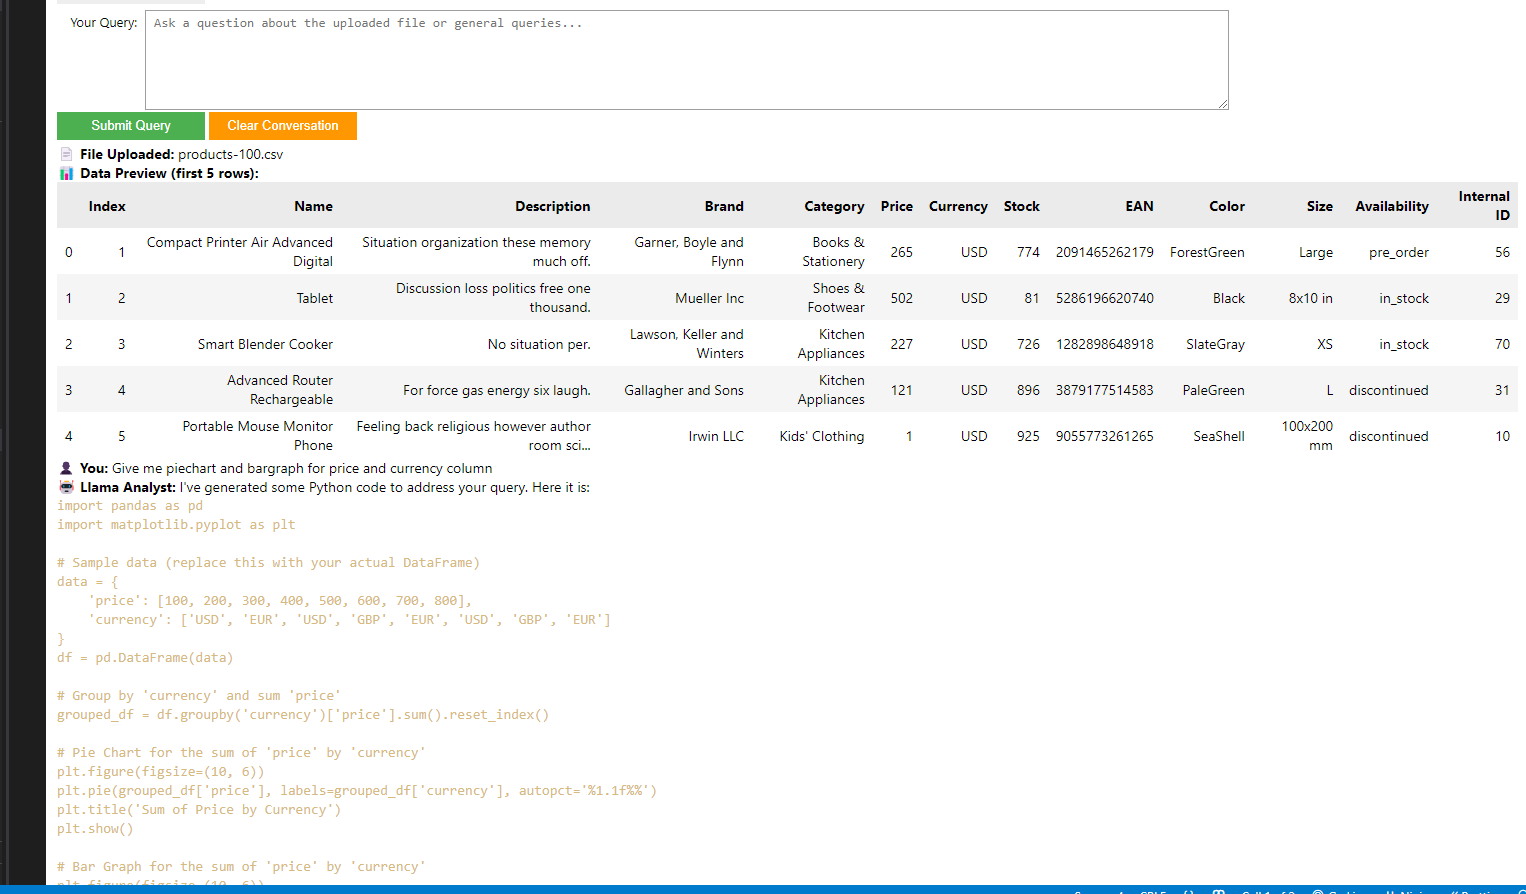 Your Query: Ask a question about the uploaded file or general queries...
Submit Query Clear Conversation
File Uploaded: products-100.csv
Data Preview (first 5 rows):
Index Name Description Brand Category Price Currency Stock EAN Color Size Availability Internal ID
0 1 Compact Printer Air Advanced Digital Situation organization these memory much off. Garner, Boyle and Flynn Books & Stationery 265 USD 774 2091465262179 ForestGreen Large pre_order 56
1 2 Tablet Discussion loss politics free one thousand. Mueller Inc Shoes & Footwear 502 USD 81 5286196620740 Black 8x10 in in_stock 29
2 3 Smart Blender Cooker No situation per. Lawson, Keller and Winters Kitchen Appliances 227 USD 726 1282898648918 SlateGray XS in_stock 70
3 4 Advanced Router Rechargeable For force gas energy six laugh. Gallagher and Sons Kitchen Appliances 121 USD 896 3879177514583 PaleGreen L discontinued 31
4 5 Portable Mouse Monitor Phone Feeling back religious however author room sci... Irwin LLC Kids' Clothing 1 USD 925 9055773261265 SeaShell 100x200 mm discontinued 10
You: Give me piechart and bargraph for price and currency column
Llama Analyst: I've generated some Python code to address your query. Here it is:
import pandas as pd
import matplotlib.pyplot as plt
# Sample data (replace this with your actual DataFrame)
data = {
    'price': [100, 200, 300, 400, 500, 600, 700, 800],
    'currency': ['USD', 'EUR', 'USD', 'GBP', 'EUR', 'USD', 'GBP', 'EUR']
}
df = pd.DataFrame(data)
# Group by 'currency' and sum 'price'
grouped_df = df.groupby('currency')['price'].sum().reset_index()
# Pie Chart for the sum of 'price' by 'currency'
plt.figure(figsize=(10, 6))
plt.pie(grouped_df['price'], labels=grouped_df['currency'], autopct='%1.1f%%')
plt.title('Sum of Price by Currency')
plt.show()
# Bar Graph for the sum of 'price' by 'currency'
plt.figure(figsize=(10, 6))